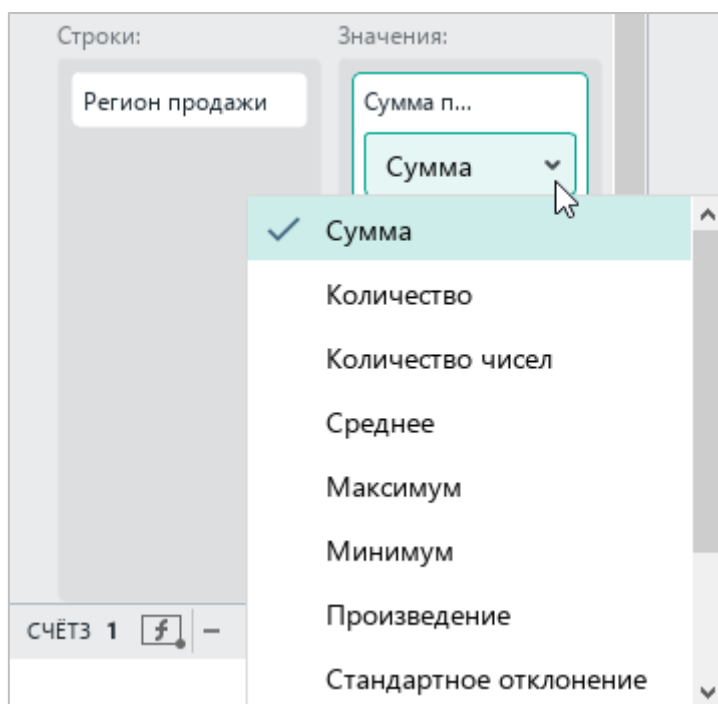 Строки: Значения:
Регион продажи Сумма п...
Сумма
Сумма
Количество
Количество чисел
Среднее
Максимум
Минимум
Произведение
СЧЁТЗ 1 f
Стандартное отклонение